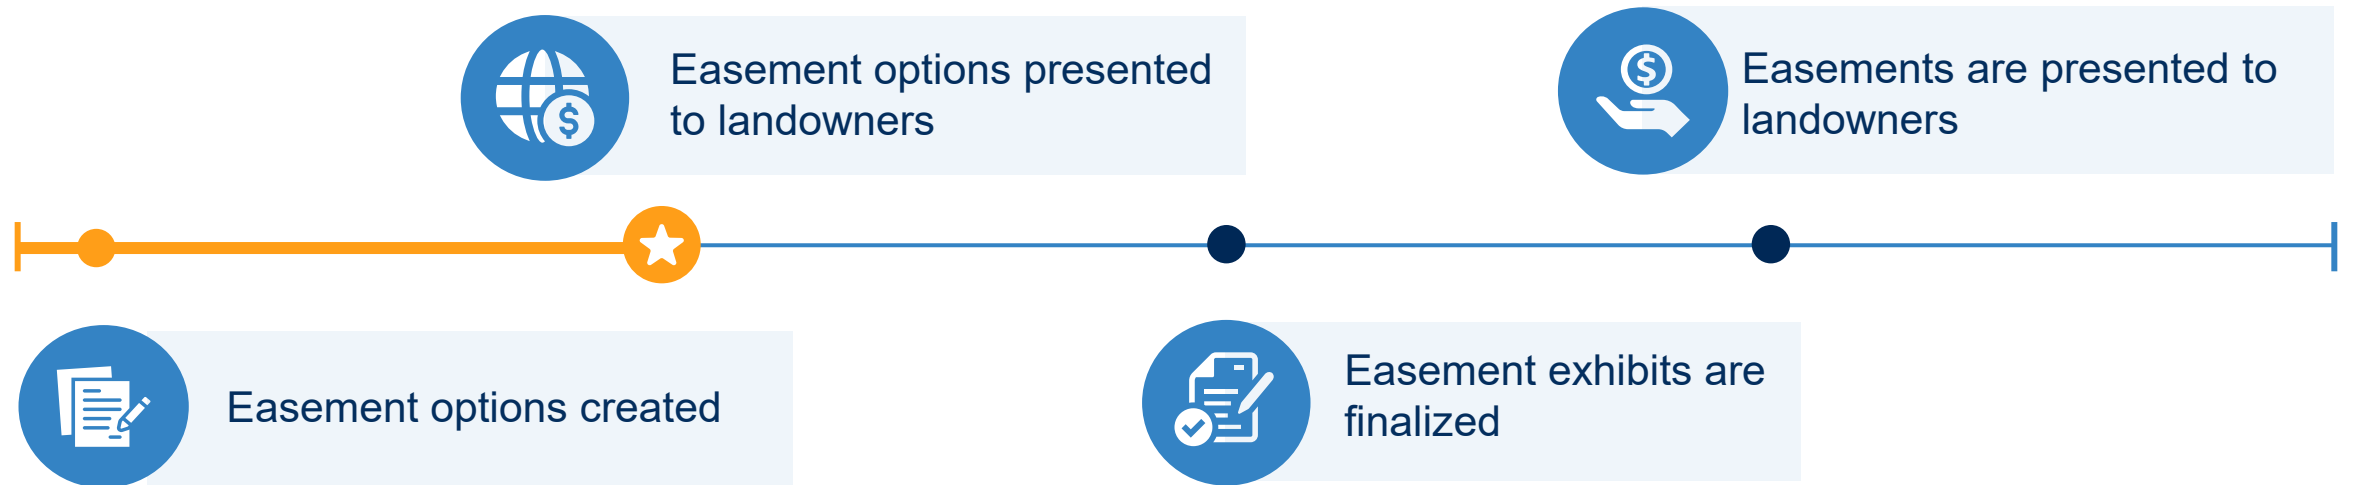 Easement options presented
to landowners
Easements are presented to
landowners
Easement options created
Easement exhibits are
finalized